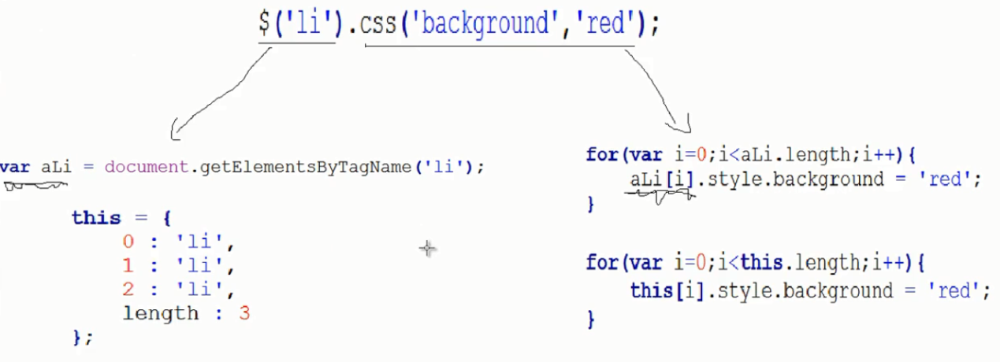 $('li').css('background','red');
var aLi = document.getElementsByTagName('li');
this = {
0 : 'li',
1 : 'li',
2 : 'li',
length : 3
};
for(var i=0;i<aLi.length;i++){
aLi[i].style.background = 'red';
}
for(var i=0;i<this.length;i++){
this[i].style.background = 'red';
}